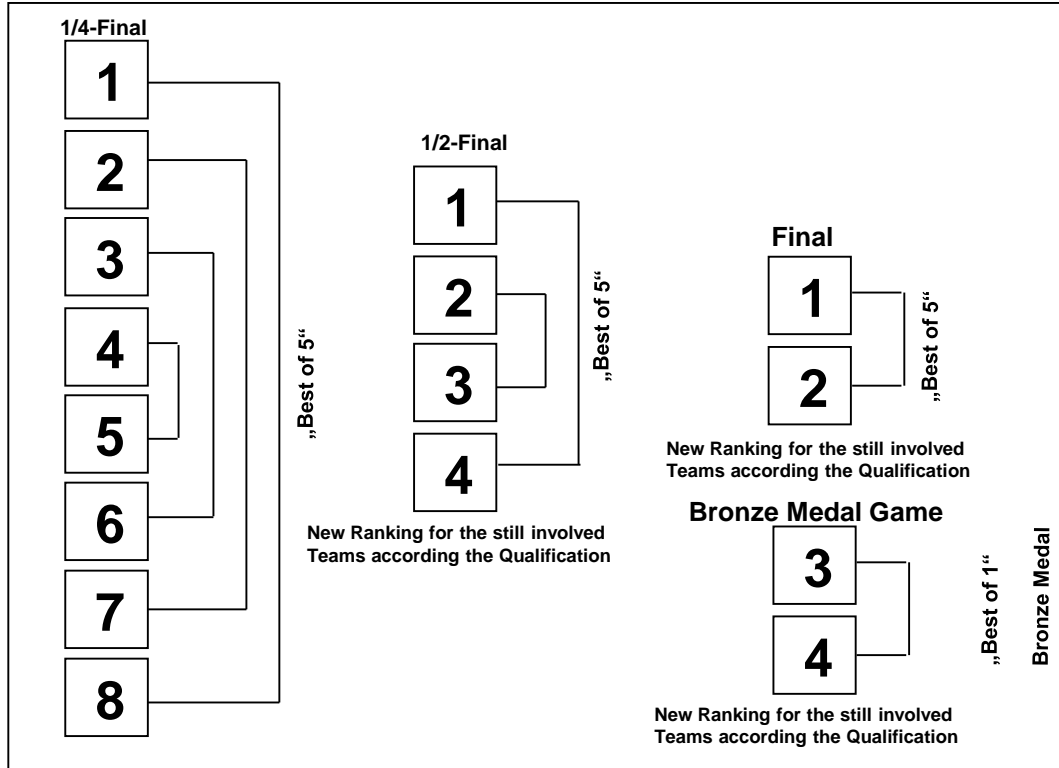 1/4-Final
1
2
3
4
5
6
7
8
„Best of 5“
1/2-Final
1
2
3
4
„Best of 5“
New Ranking for the still involved
Teams according the Qualification
Final
1
2
„Best of 5“
New Ranking for the still involved
Teams according the Qualification
Bronze Medal Game
3
4
„Best of 1“
Bronze Medal
New Ranking for the still involved
Teams according the Qualification